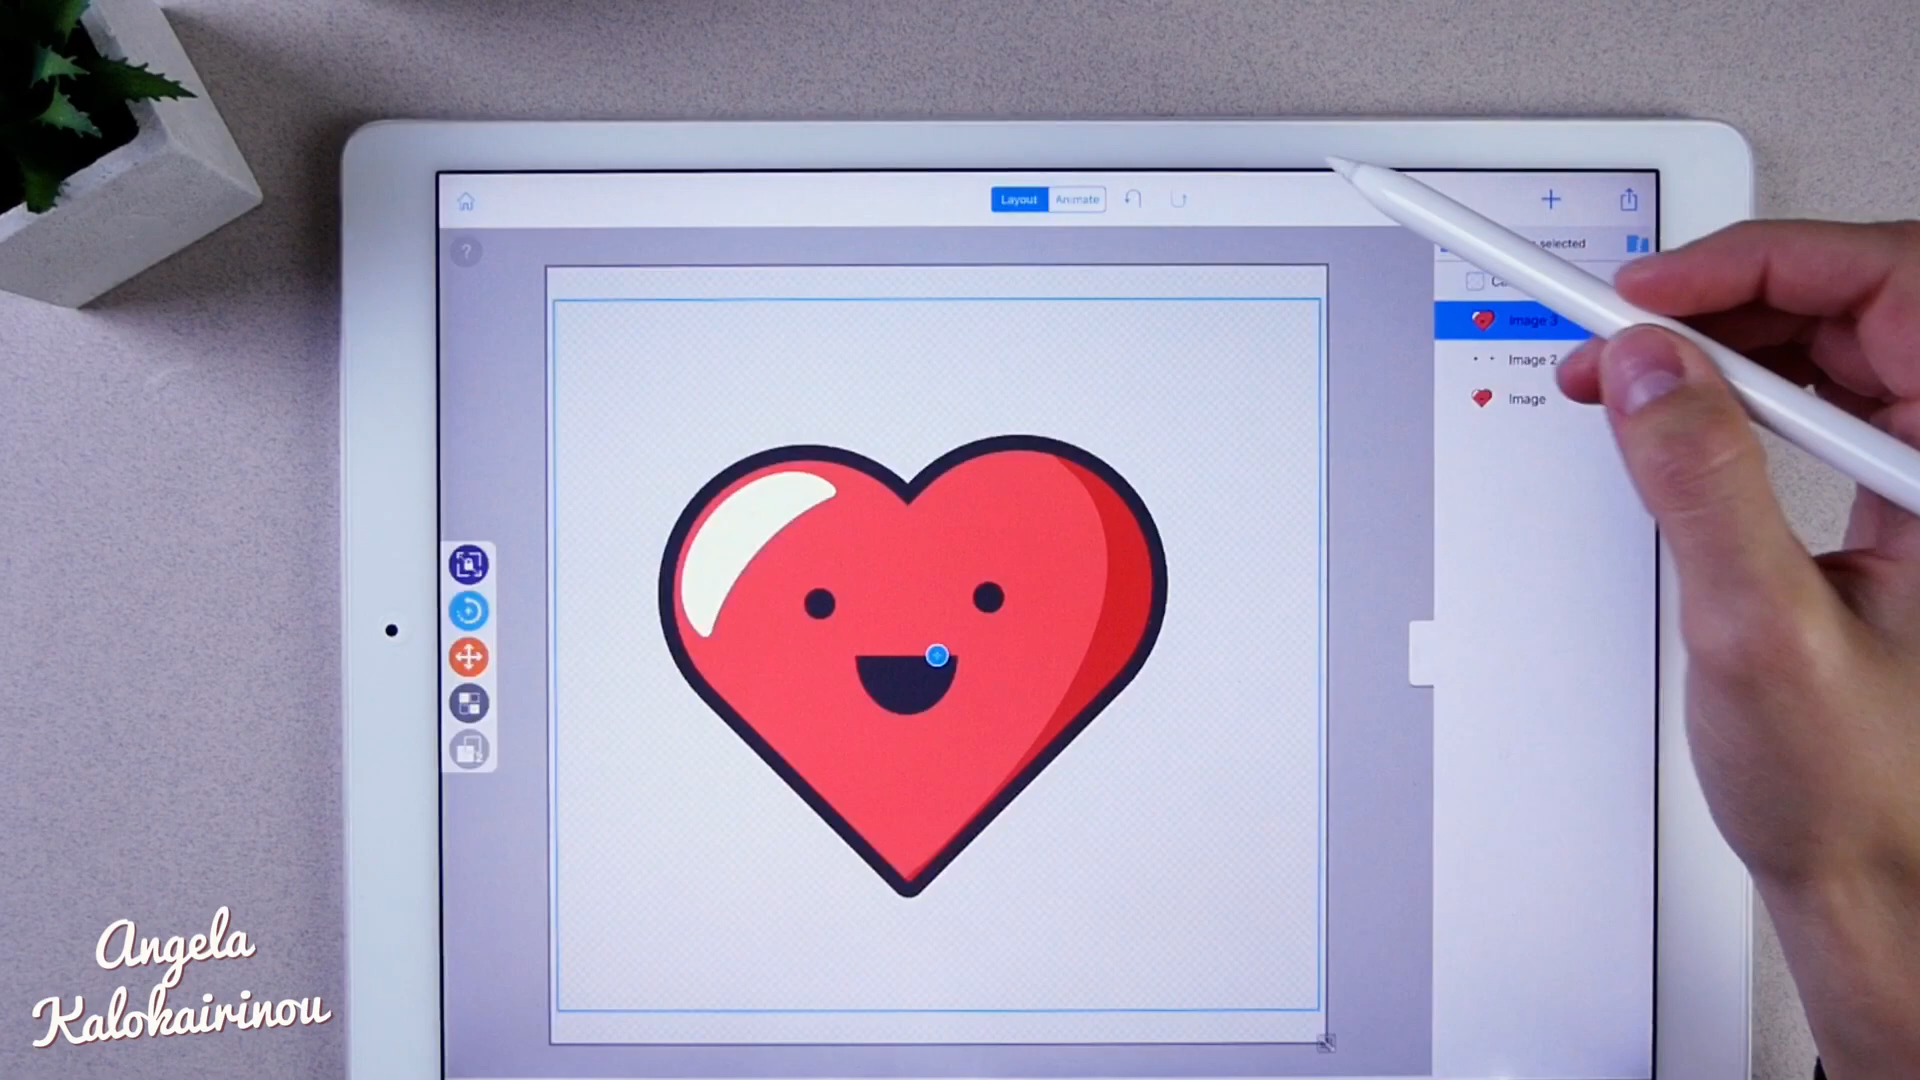 Layout Animate
?
selected
Image 3
Image 2
Image
Angela
Kalokairinou